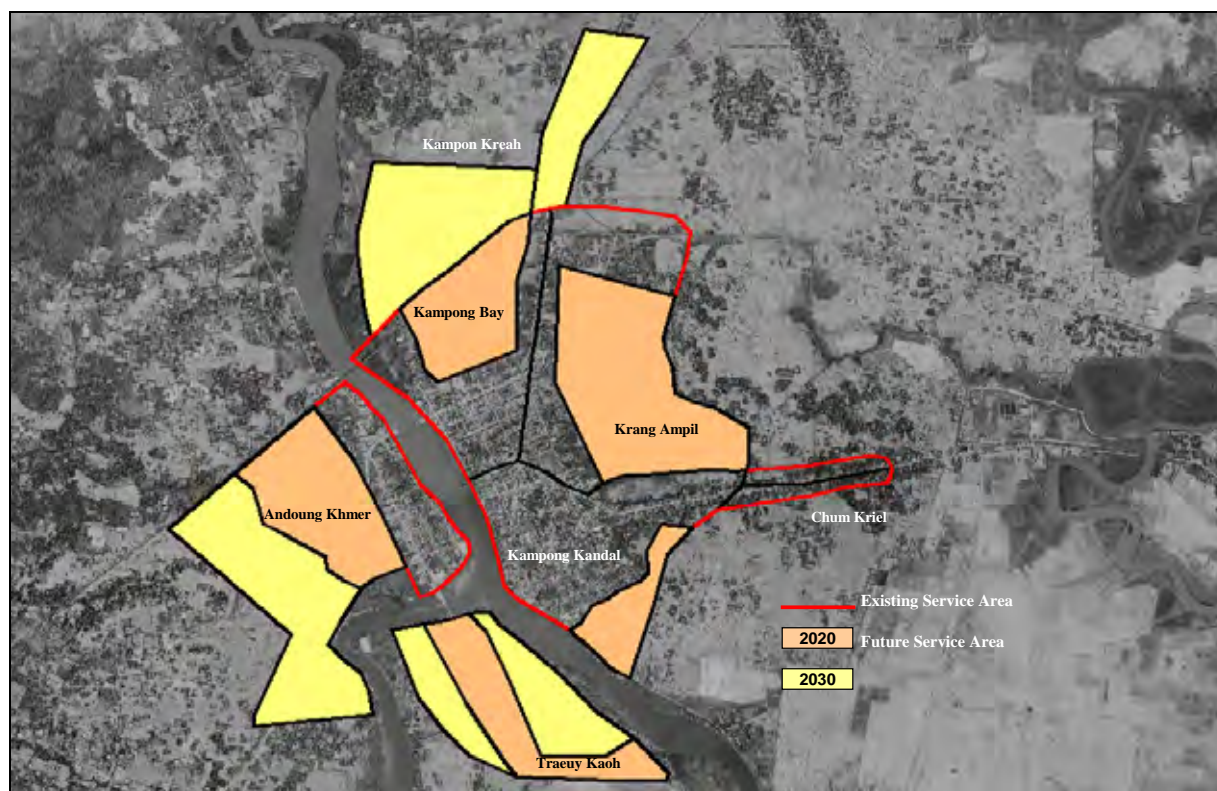 Kampon Kreah
Kampong Bay
Krang Ampil
Andoung Khmer
Chum Kriel
Kampong Kandal
Existing Service Area
2020 Future Service Area
2030
Traeuy Kaoh